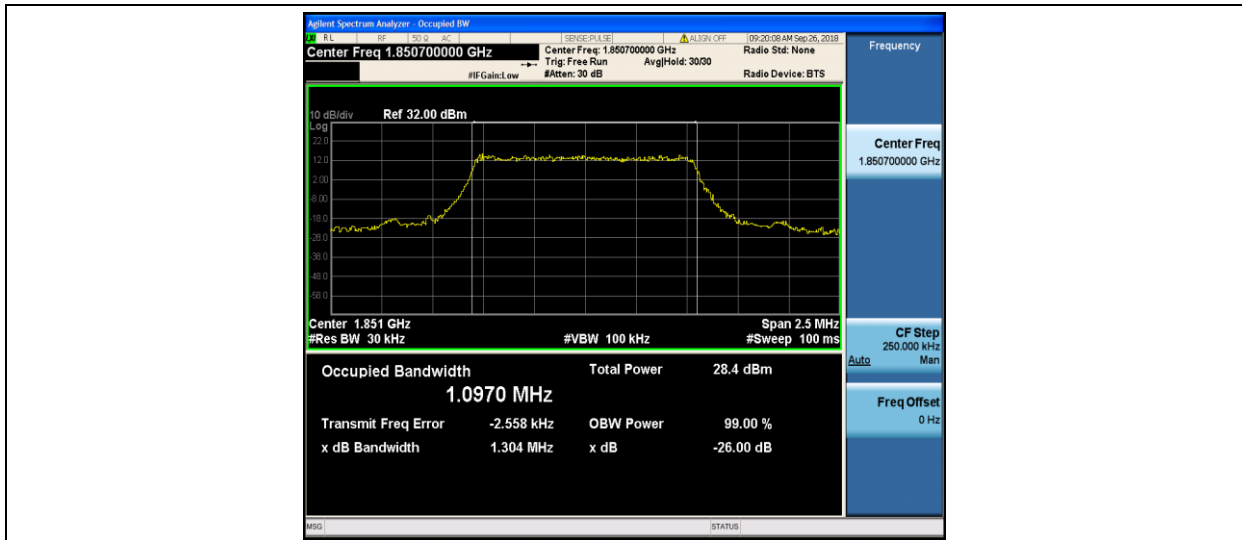 Agilent Spectrum Analyzer - Occupied BW
RL RF 50 Ω AC SENSE:PULSE ALIGN OFF 09:20:08 AM Sep 26, 2018
Center Freq 1.850700000 GHz
Center Freq: 1.850700000 GHz Radio Std: None
Trig: Free Run Avg|Hold: 30/30
#IFGain:Low #Atten: 30 dB Radio Device: BTS
Frequency
10 dB/div Ref 32.00 dBm
Log
22.0
12.0
2.00
-8.00
-18.0
-28.0
-38.0
-48.0
-58.0
Center 1.851 GHz Span 2.5 MHz
#Res BW 30 kHz #VBW 100 kHz #Sweep 100 ms
Occupied Bandwidth Total Power 28.4 dBm
1.0970 MHz
Transmit Freq Error -2.558 kHz OBW Power 99.00 %
x dB Bandwidth 1.304 MHz x dB -26.00 dB
Center Freq
1.850700000 GHz
CF Step
250.000 kHz
Auto Man
Freq Offset
0 Hz
MSG STATUS